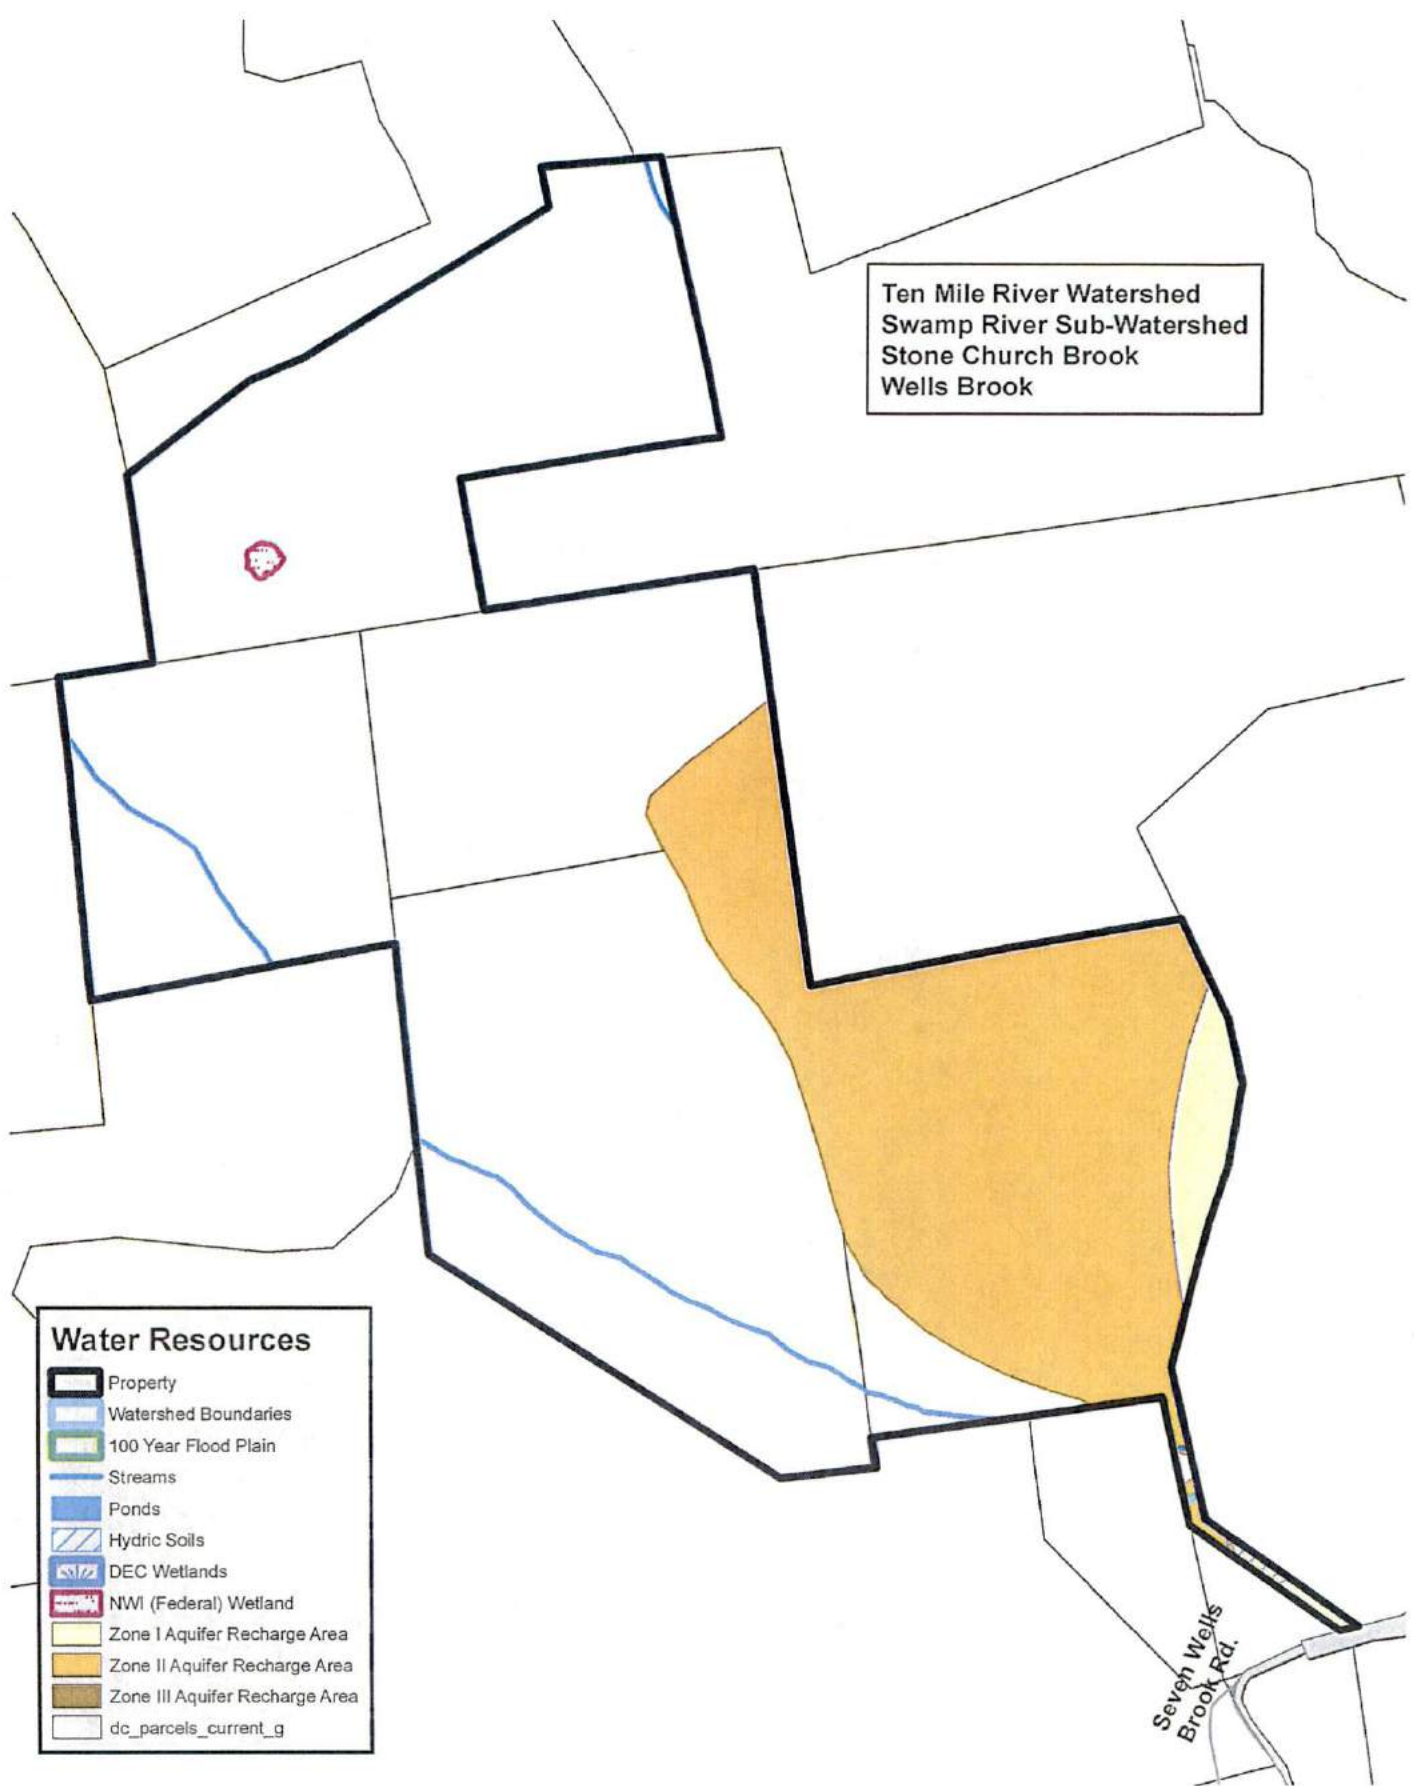 Ten Mile River Watershed
Swamp River Sub-Watershed
Stone Church Brook
Wells Brook
Water Resources
Property
Watershed Boundaries
100 Year Flood Plain
Streams
Ponds
Hydric Soils
DEC Wetlands
NWI (Federal) Wetland
Zone I Aquifer Recharge Area
Zone II Aquifer Recharge Area
Zone III Aquifer Recharge Area
dc_parcels_current_g
Seven Wells
Brook Rd.